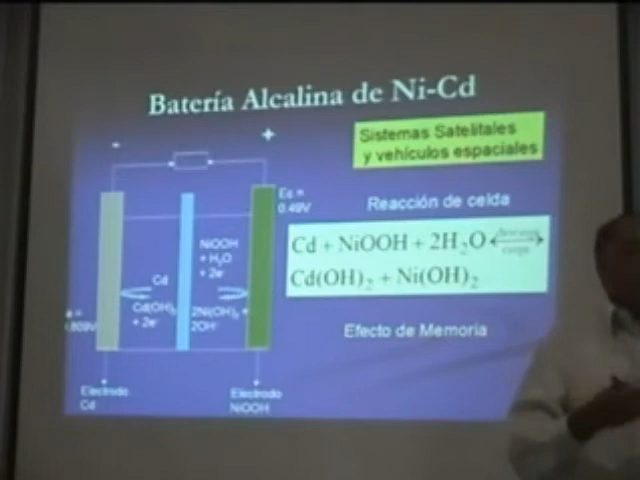 Batería Alcalina de Ni-Cd
-
+
Sistemas Satelitales
y vehículos espaciales
Reacción de celda
Cd + NiOOH + 2H₂O
Cd(OH)₂ + Ni(OH)₂
Efecto de Memoria
0.49V
NiOOH
+ H₂O
+ 2e⁻
Cd
Cd(OH)₂
+ 2e⁻
2Ni(OH)₂ +
2OH⁻
Electrodo
Cd
Electrodo
NiOOH